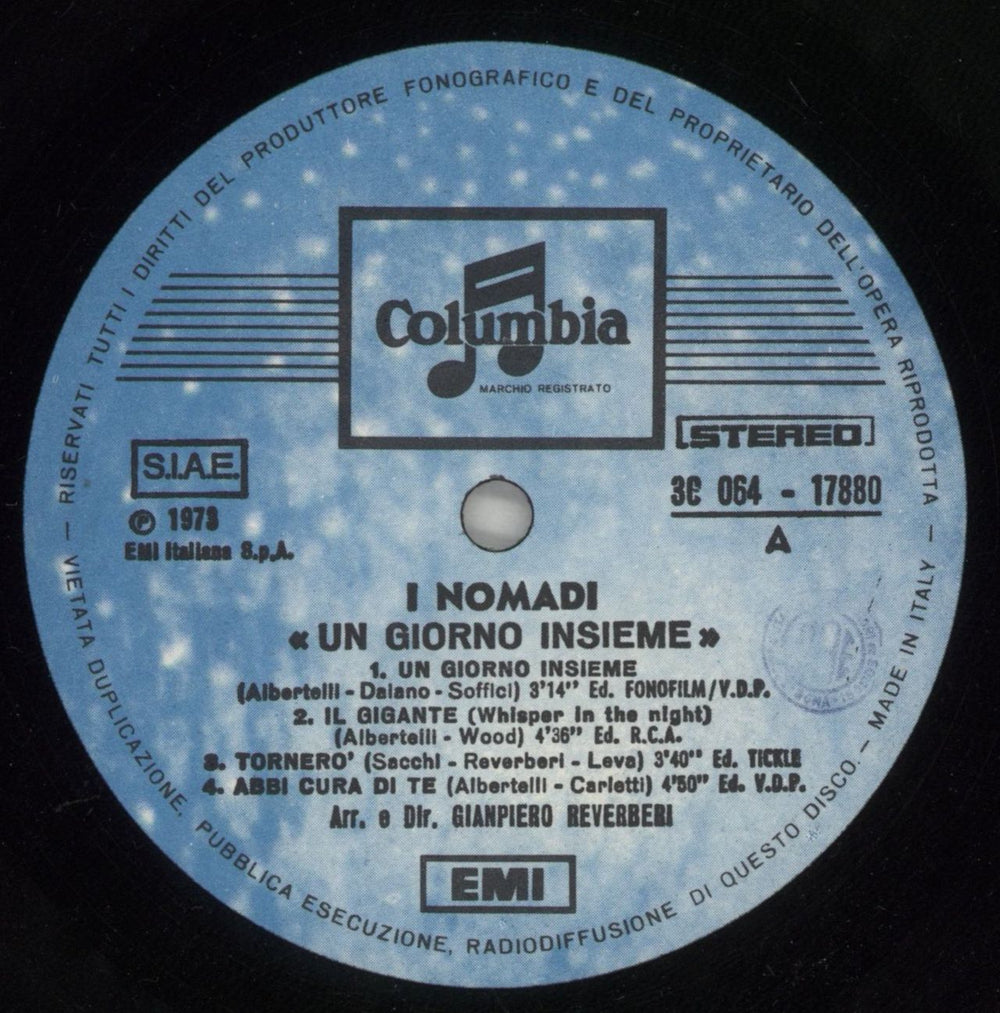 RISERVATI TUTTI I DIRITTI DEL PRODUTTORE FONOGRAFICO E DEL PROPRIETARIO DELL'OPERA RIPRODOTTA —
Columbia
MARCHIO REGISTRATO
STEREO
S.I.A.E.
3C 064 - 17880
℗ 1973
A
EMI Italiana S.p.A.
I NOMADI
« UN GIORNO INSIEME »
1. UN GIORNO INSIEME
(Albertelli - Daiano - Soffici) 3'14" Ed. FONOFILM/V.D.P.
2. IL GIGANTE (Whisper in the night)
(Albertelli - Wood) 4'36" Ed. R.C.A.
3. TORNERO' (Sacchi - Reverberi - Leva) 3'40" Ed. TICKLE
4. ABBI CURA DI TE (Albertelli - Carletti) 4'50" Ed. V.D.P.
Arr. e Dir. GIANPIERO REVERBERI
EMI
— VIETATA DUPLICAZIONE, PUBBLICA ESECUZIONE, RADIODIFFUSIONE DI QUESTO DISCO. — MADE IN ITALY —